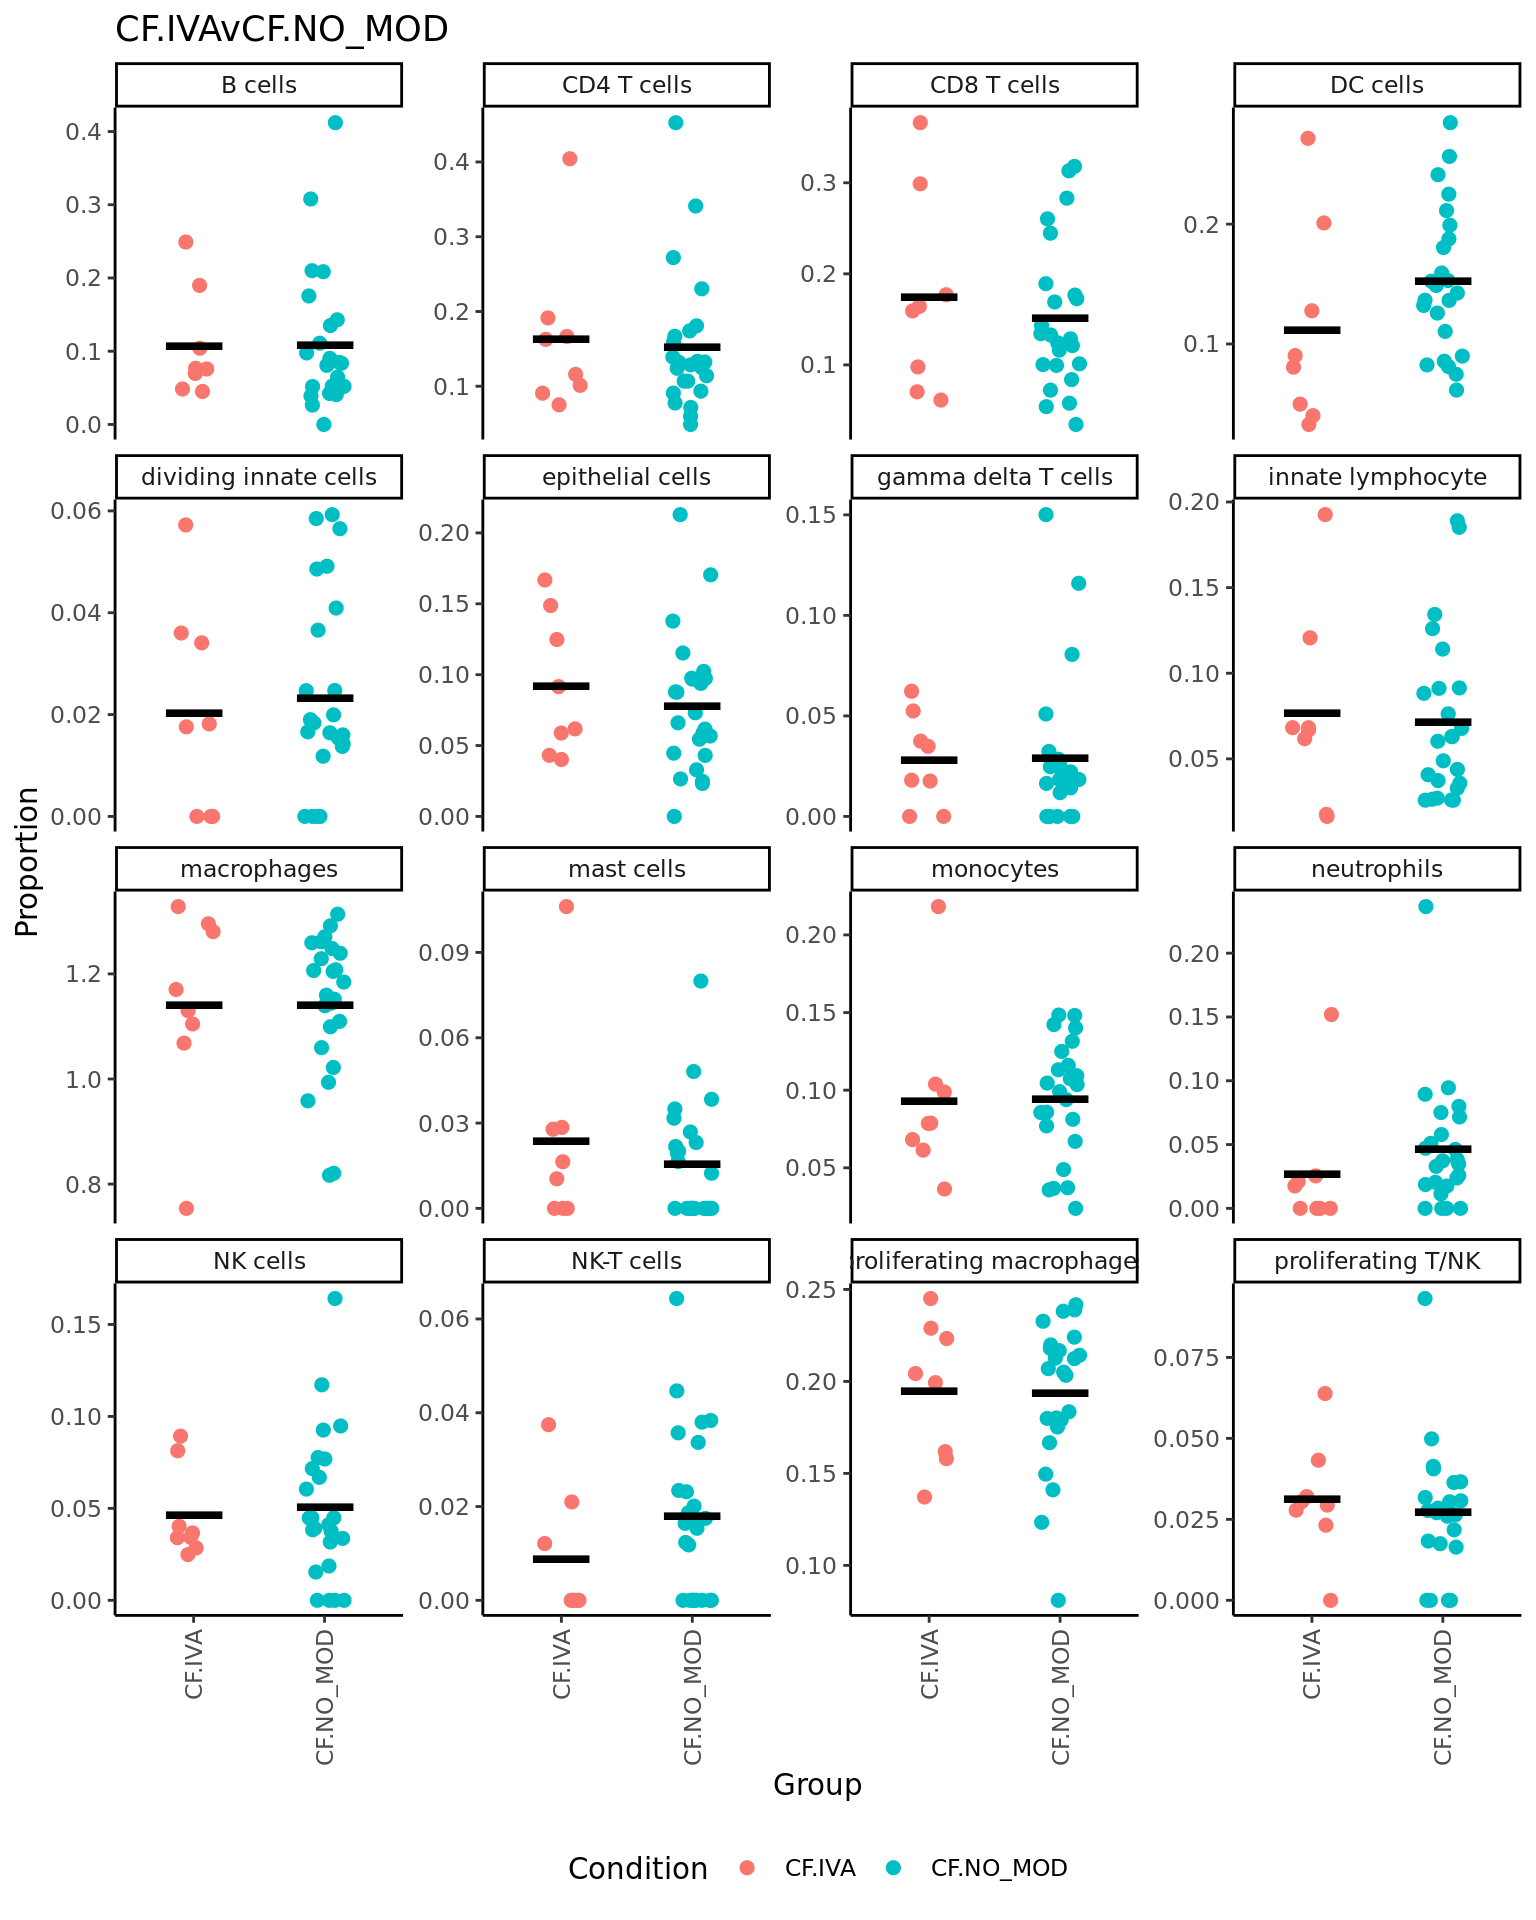 CF.IVAvCF.NO_MOD
B cells
CD4 T cells
CD8 T cells
DC cells
0.4
0.3
0.2
0.1
0.0
0.4
0.3
0.2
0.1
0.3
0.2
0.1
0.2
0.1
dividing innate cells
epithelial cells
gamma delta T cells
innate lymphocyte
0.06
0.04
0.02
0.00
0.20
0.15
0.10
0.05
0.00
0.15
0.10
0.05
0.00
0.20
0.15
0.10
0.05
Proportion
macrophages
mast cells
monocytes
neutrophils
1.2
1.0
0.8
0.09
0.06
0.03
0.00
0.20
0.15
0.10
0.05
0.20
0.15
0.10
0.05
0.00
NK cells
NK-T cells
roliferating macrophage
proliferating T/NK
0.15
0.10
0.05
0.00
0.06
0.04
0.02
0.00
0.25
0.20
0.15
0.10
0.075
0.050
0.025
0.000
CF.IVA
CF.NO_MOD
CF.IVA
CF.NO_MOD
CF.IVA
CF.NO_MOD
CF.IVA
CF.NO_MOD
Group
Condition CF.IVA CF.NO_MOD